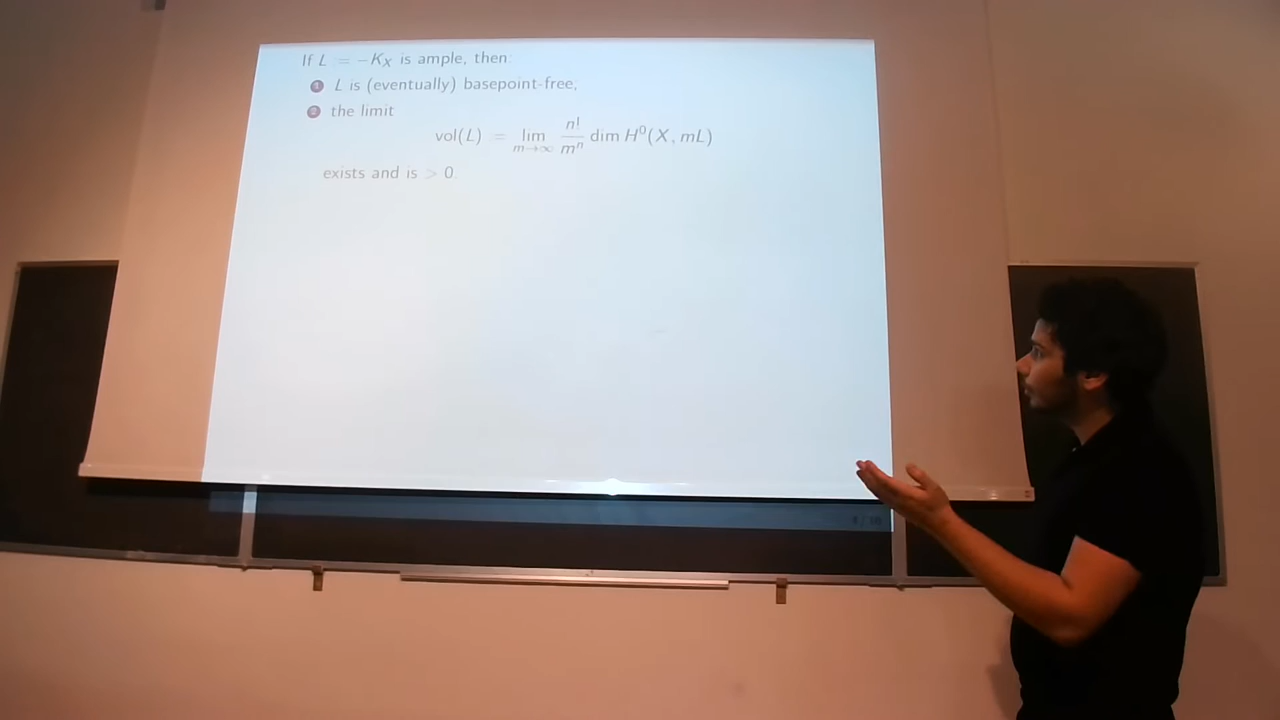 If L = −K_X is ample, then:
1 L is (eventually) basepoint-free;
2 the limit
vol(L) = lim_{m→∞} n!/m^n dim H^0(X, mL)
exists and is > 0.